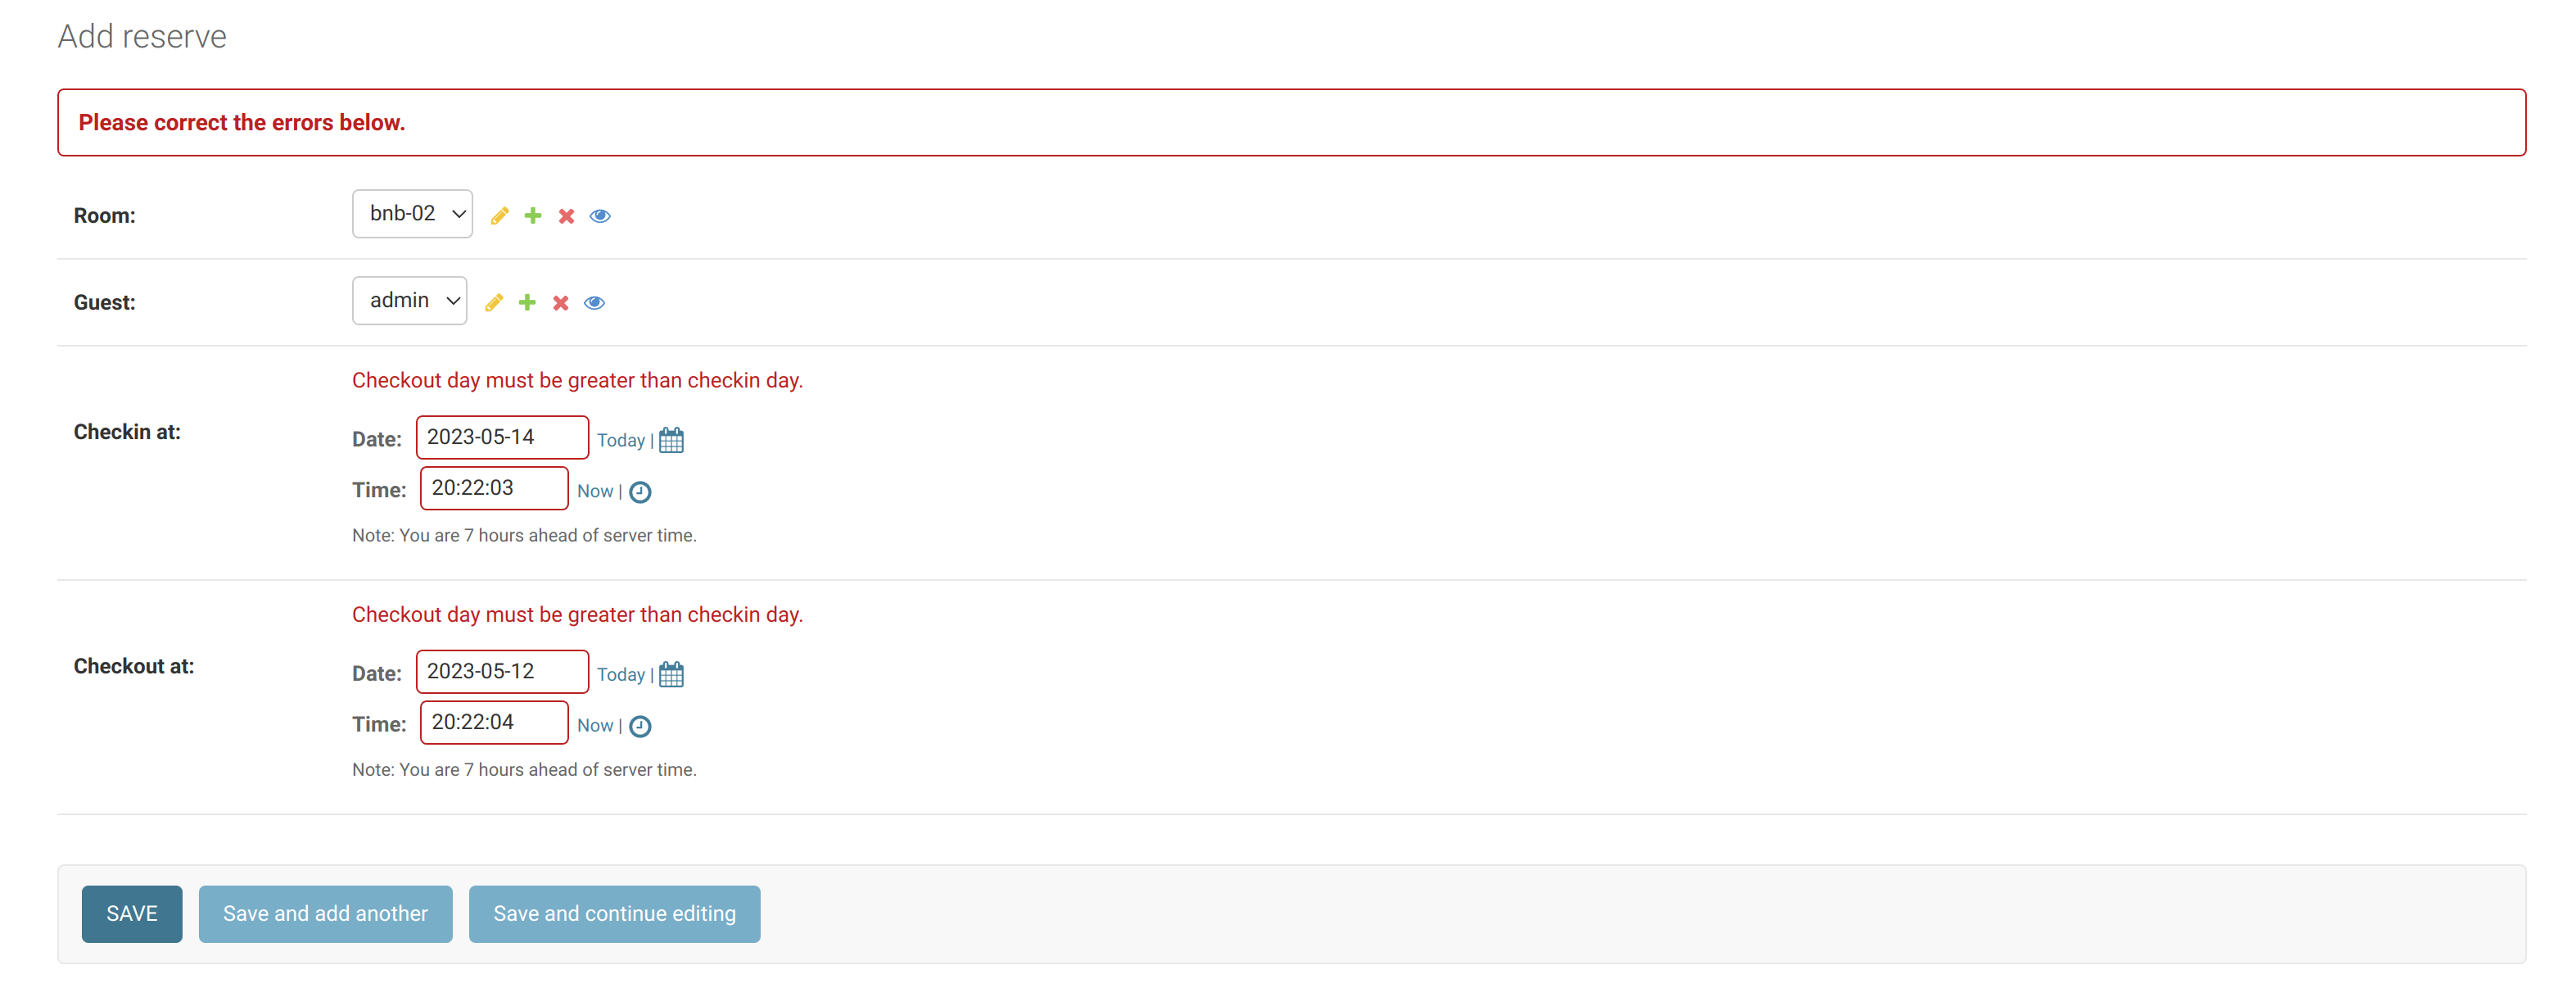 Add reserve
Please correct the errors below.
Room: bnb-02
Guest: admin
Checkout day must be greater than checkin day.
Checkin at:
Date: 2023-05-14 Today |
Time: 20:22:03 Now |
Note: You are 7 hours ahead of server time.
Checkout day must be greater than checkin day.
Checkout at:
Date: 2023-05-12 Today |
Time: 20:22:04 Now |
Note: You are 7 hours ahead of server time.
SAVE Save and add another Save and continue editing